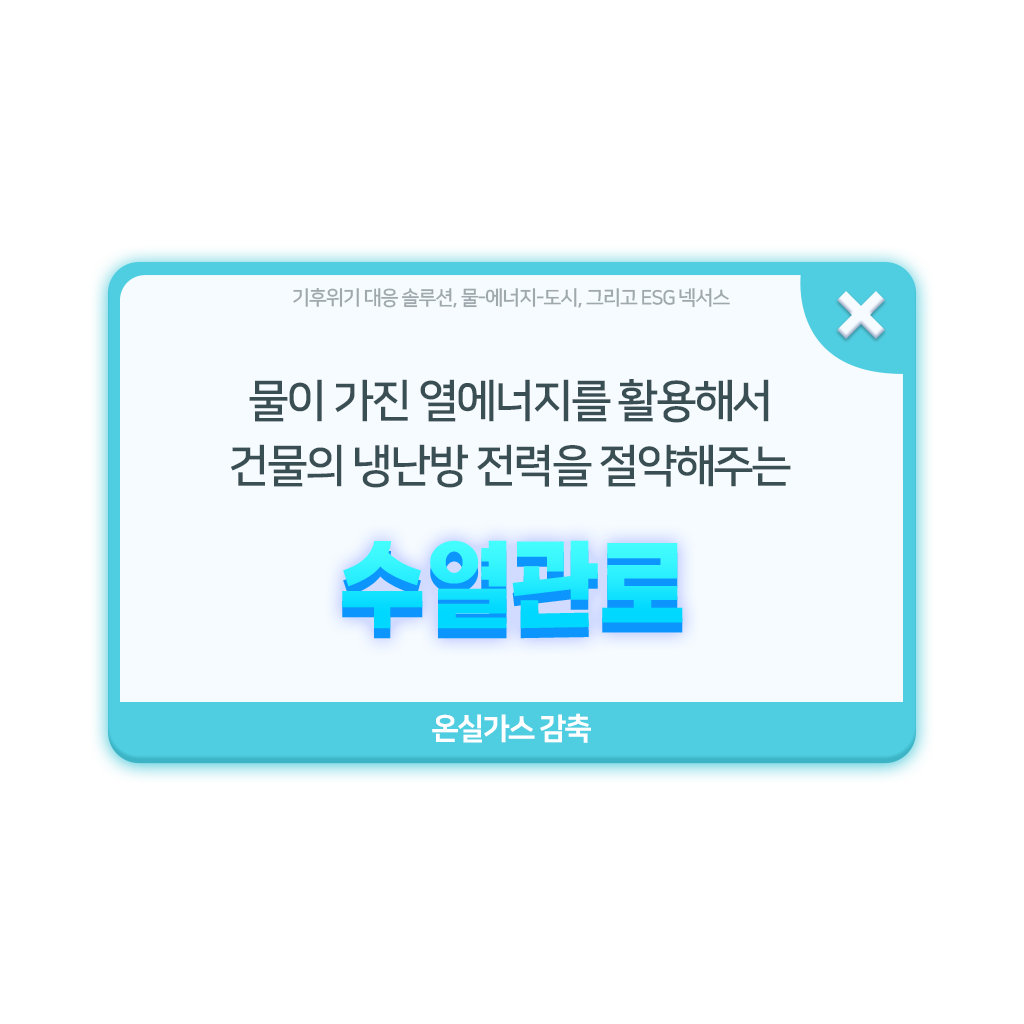 기후위기 대응 솔루션, 물-에너지-도시, 그리고 ESG 넥서스
물이 가진 열에너지를 활용해서
건물의 냉난방 전력을 절약해주는
수열관로
온실가스 감축